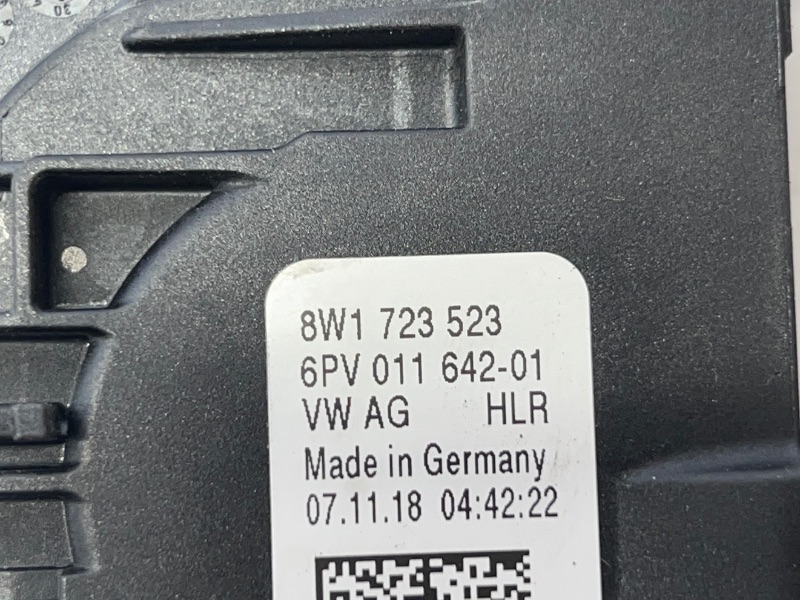 30
8W1 723 523
6PV 011 642-01
VW AG HLR
Made in Germany
07.11.18 04:42:22